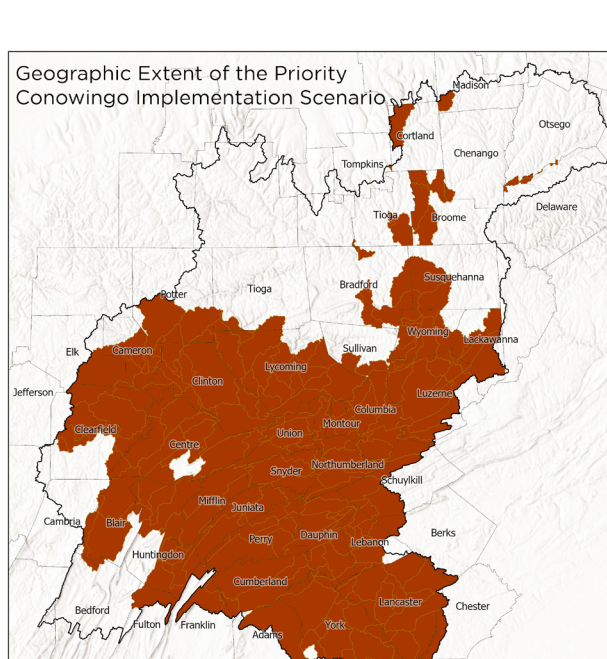 Geographic Extent of the Priority
Conowingo Implementation Scenario
Madison
Cortland
Otsego
Chenango
Tompkins
Delaware
Tioga
Broome
Susquehanna
Bradford
Tioga
Potter
Wyoming
Lackawanna
Sullivan
Elk
Cameron
Lycoming
Clinton
Jefferson
Luzerne
Columbia
Montour
Clearfield
Union
Centre
Northumberland
Snyder
Schuylkill
Mifflin
Juniata
Cambria
Blair
Berks
Dauphin
Perry
Lebanon
Huntingdon
Cumberland
Lancaster
Chester
Bedford
Fulton
Franklin
York
Adams